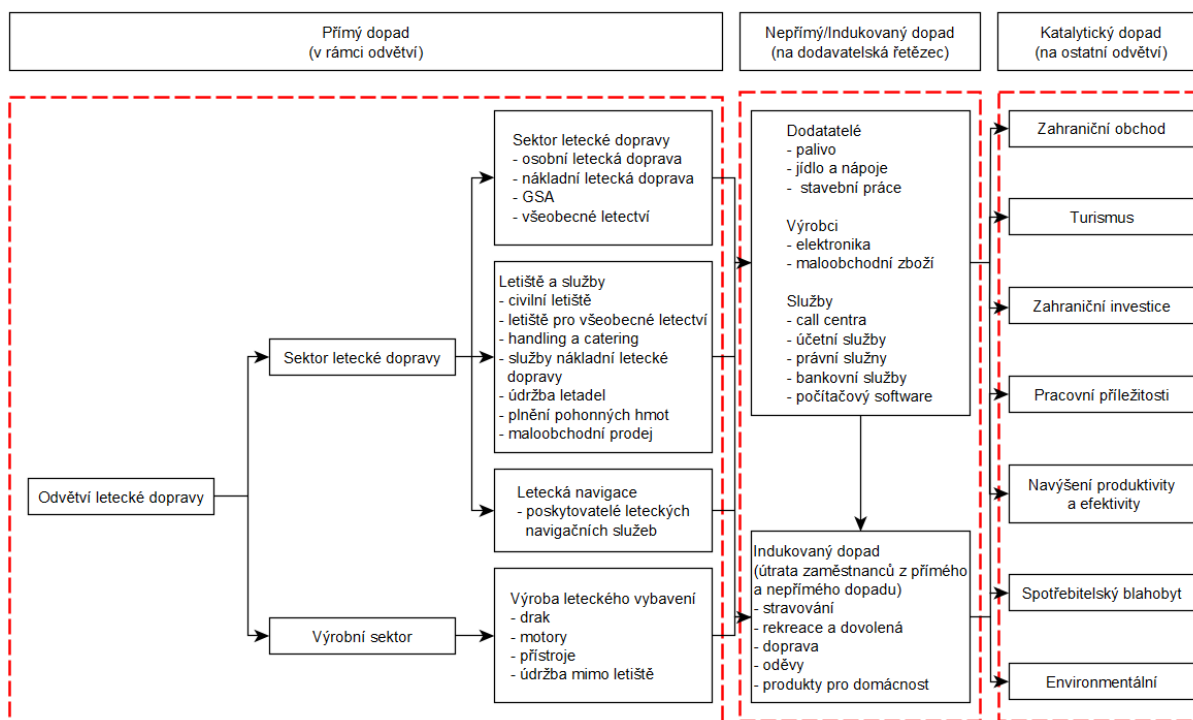 Přímý dopad
(v rámci odvětví)
Nepřímý/Indukovaný dopad
(na dodavatelská řetězec)
Katalytický dopad
(na ostatní odvětví)
Odvětví letecké dopravy
Sektor letecké dopravy
Výrobní sektor
Sektor letecké dopravy
- osobní letecká doprava
- nákladní letecká doprava
- GSA
- všeobecné letectví
Letiště a služby
- civilní letiště
- letiště pro všeobecné letectví
- handling a catering
- služby nákladní letecké
dopravy
- údržba letadel
- plnění pohonných hmot
- maloobchodní prodej
Letecká navigace
- poskytovatelé leteckých
navigačních služeb
Výroba leteckého vybavení
- drak
- motory
- přístroje
- údržba mimo letiště
Dodatatelé
- palivo
- jídlo a nápoje
- stavební práce
Výrobci
- elektronika
- maloobchodní zboží
Služby
- call centra
- účetní služby
- právní služny
- bankovní služby
- počítačový software
Indukovaný dopad
(útrata zaměstnanců z přímého
a nepřímého dopadu)
- stravování
- rekreace a dovolená
- doprava
- oděvy
- produkty pro domácnost
Zahraniční obchod
Turismus
Zahraniční investice
Pracovní příležitosti
Navýšení produktivity
a efektivity
Spotřebitelský blahobyt
Environmentální